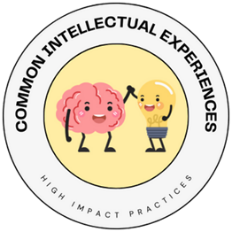 COMMON INTELLECTUAL EXPERIENCES
HIGH IMPACT PRACTICES